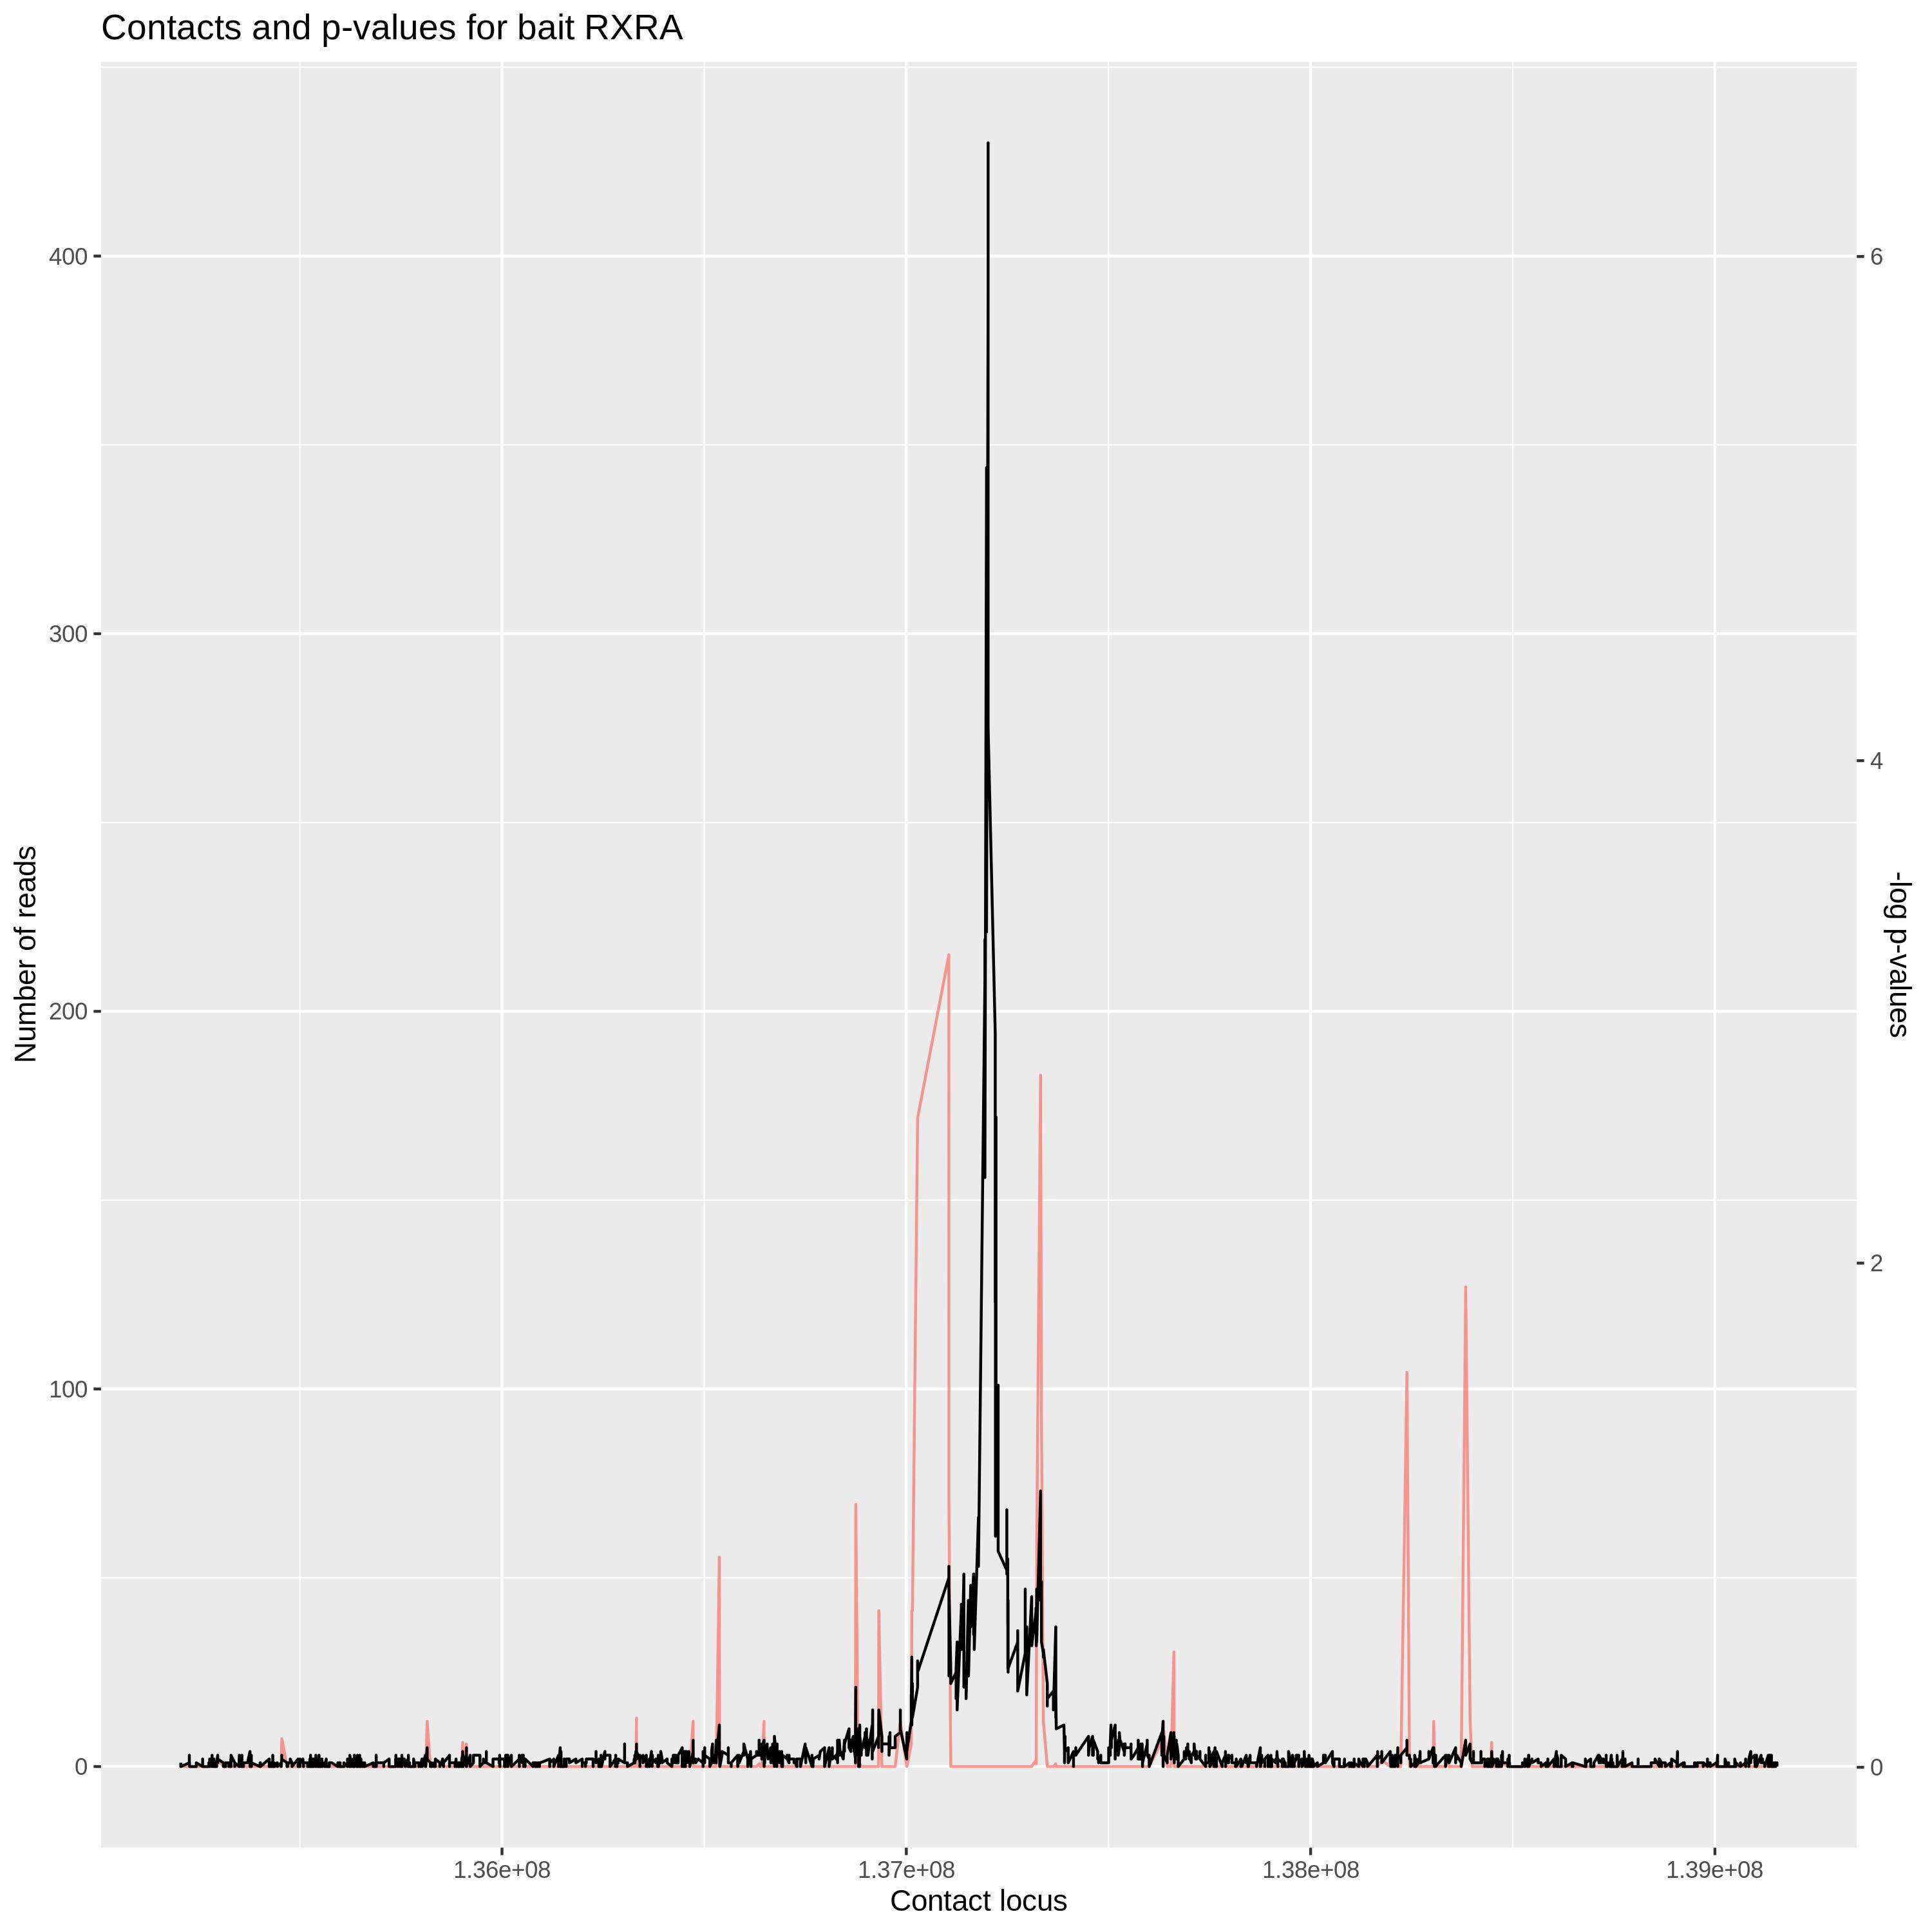 Contacts and p-values for bait RXRA
Number of reads
400
300
200
100
0
6
4
2
0
-log p-values
1.36e+08
1.37e+08
1.38e+08
1.39e+08
Contact locus